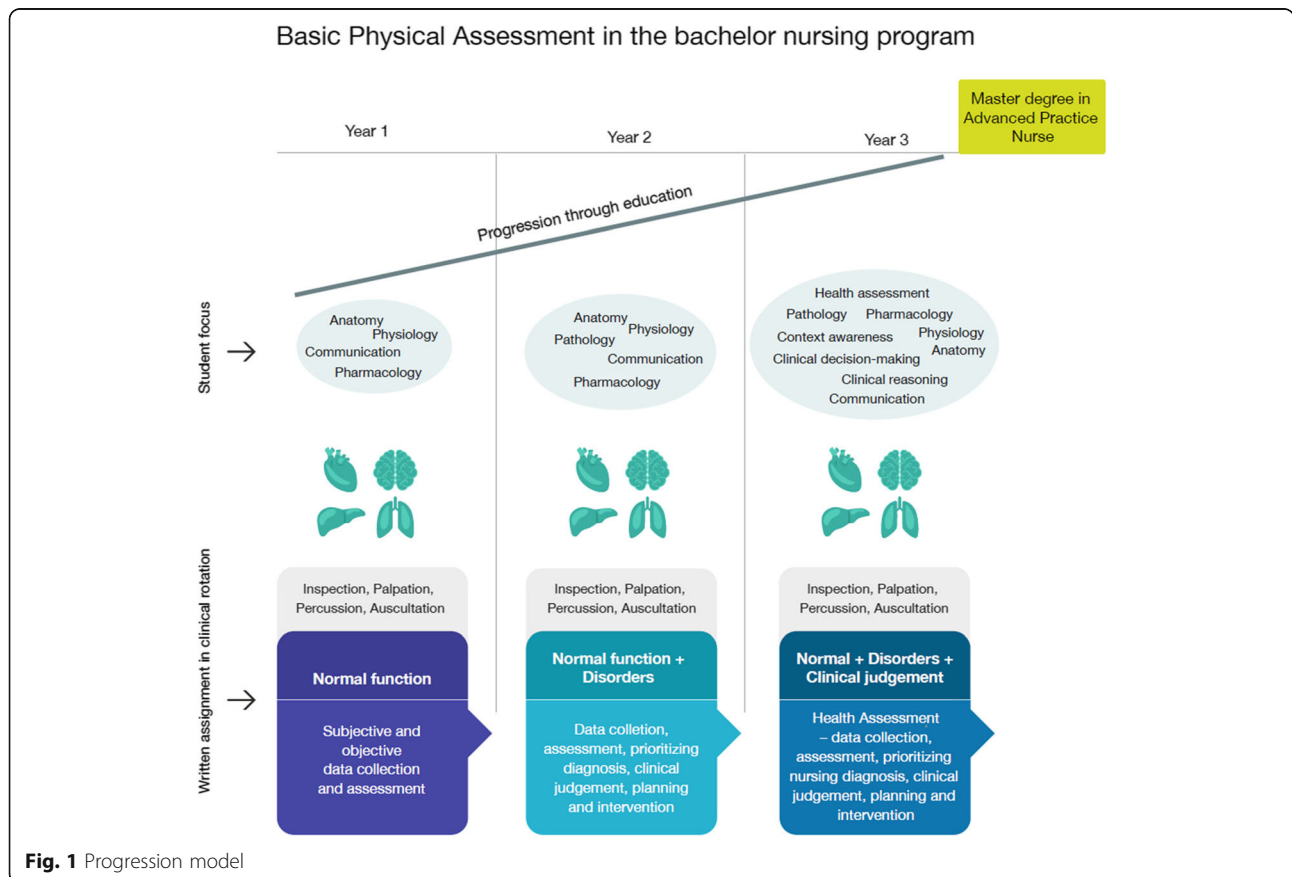 Basic Physical Assessment in the bachelor nursing program
Master degree in
Advanced Practice
Nurse
Year 1
Year 2
Year 3
Progression through education
Student focus
Anatomy
Physiology
Communication
Pharmacology
Anatomy
Physiology
Pathology
Communication
Pharmacology
Health assessment
Pathology Pharmacology
Context awareness Physiology
Anatomy
Clinical decision-making
Clinical reasoning
Communication
Written assignment in clinical rotation
Inspection, Palpation,
Percussion, Auscultation
Normal function
Subjective and
objective
data collection
and assessment
Inspection, Palpation,
Percussion, Auscultation
Normal function +
Disorders
Data colletion,
assessment, prioritizing
diagnosis, clinical
judgement, planning
and intervention
Inspection, Palpation,
Percussion, Auscultation
Normal + Disorders +
Clinical judgement
Health Assessment
– data collection,
assessment, prioritizing
nursing diagnosis, clinical
judgement, planning and
intervention
Fig. 1 Progression model